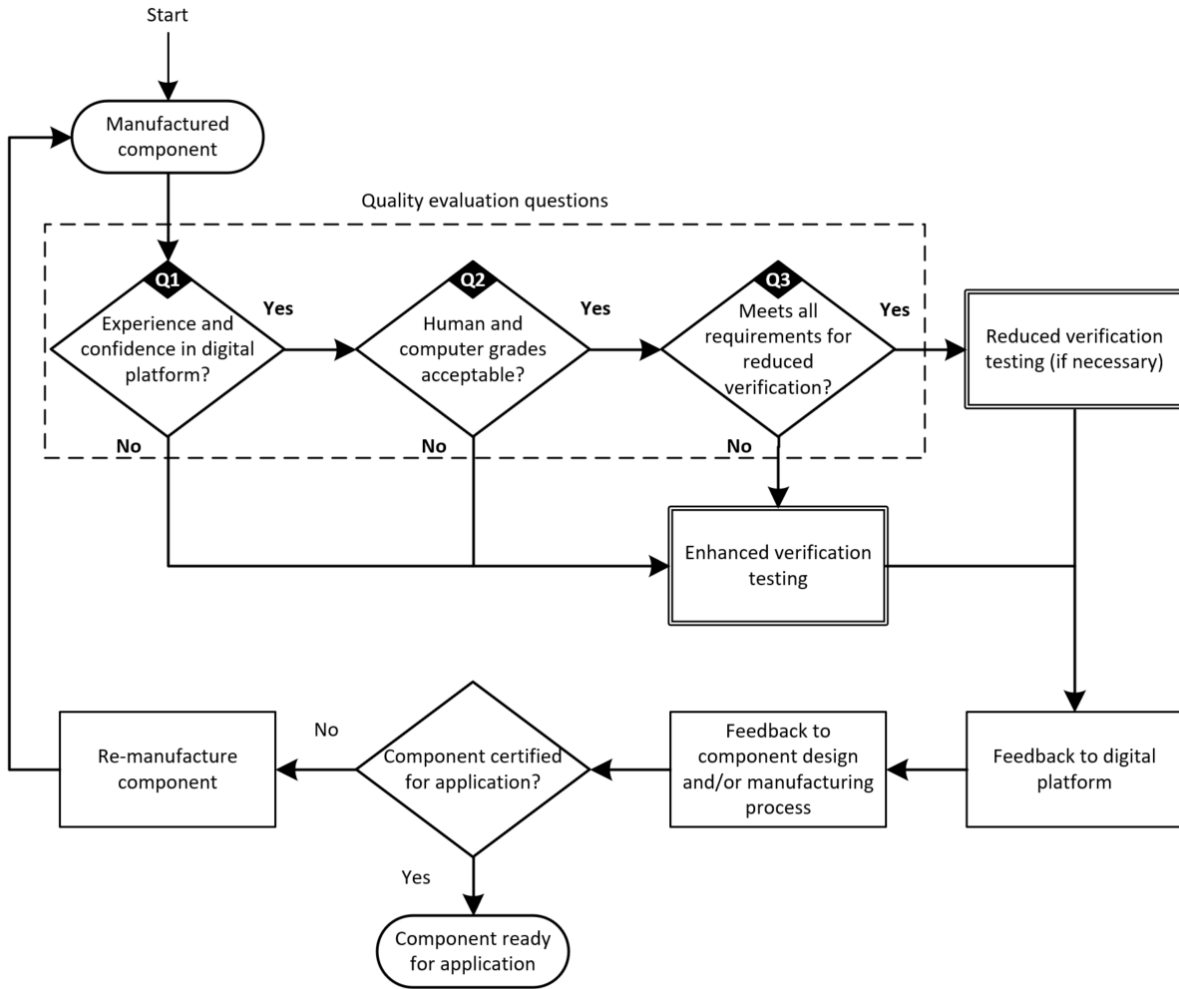 Start
Manufactured
component
Quality evaluation questions
Q1
Experience and
confidence in digital
platform?
Yes
No
Q2
Human and
computer grades
acceptable?
Yes
No
Q3
Meets all
requirements for
reduced
verification?
Yes
No
Reduced verification
testing (if necessary)
Enhanced verification
testing
Feedback to digital
platform
Feedback to
component design
and/or manufacturing
process
Component certified
for application?
No
Re-manufacture
component
Yes
Component ready
for application